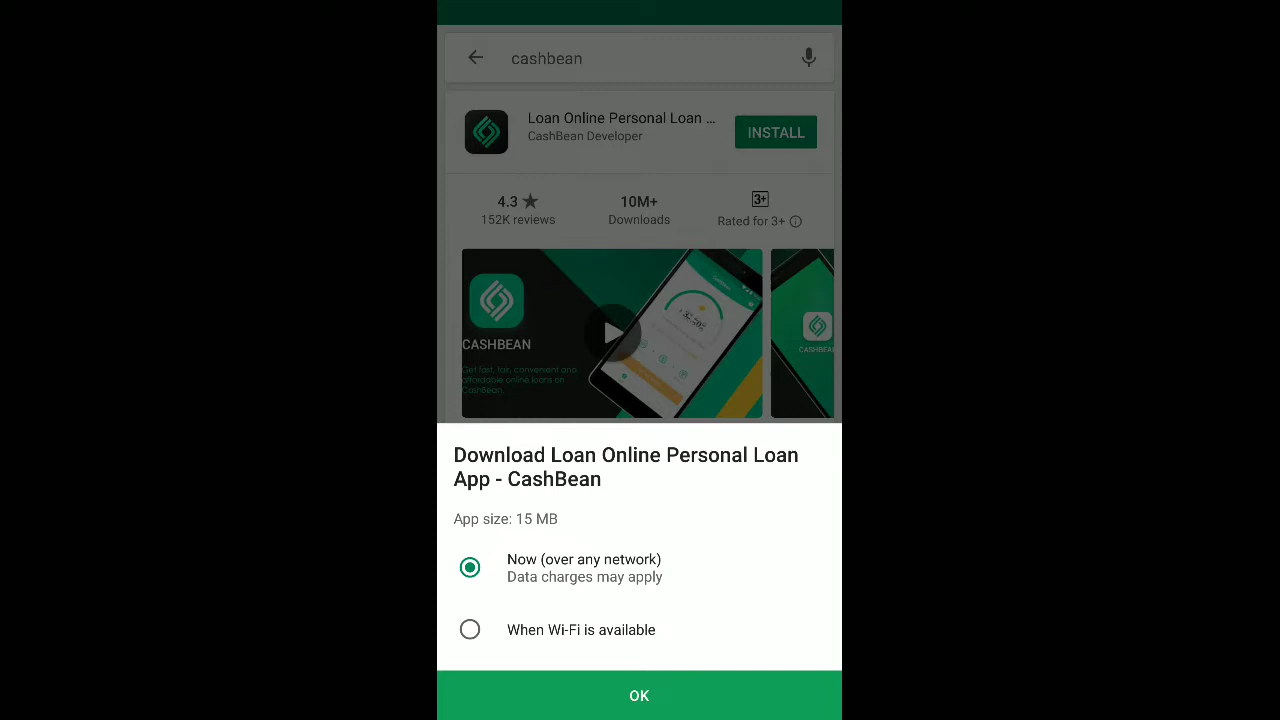 cashbean
Loan Online Personal Loan ...
CashBean Developer
INSTALL
4.3 ★
152K reviews
10M+
Downloads
3+
Rated for 3+
CASHBEAN
Get fast, fair, convenient and
affordable online loans on
CashBean.
CASHBEA
Download Loan Online Personal Loan
App - CashBean
App size: 15 MB
Now (over any network)
Data charges may apply
When Wi-Fi is available
OK